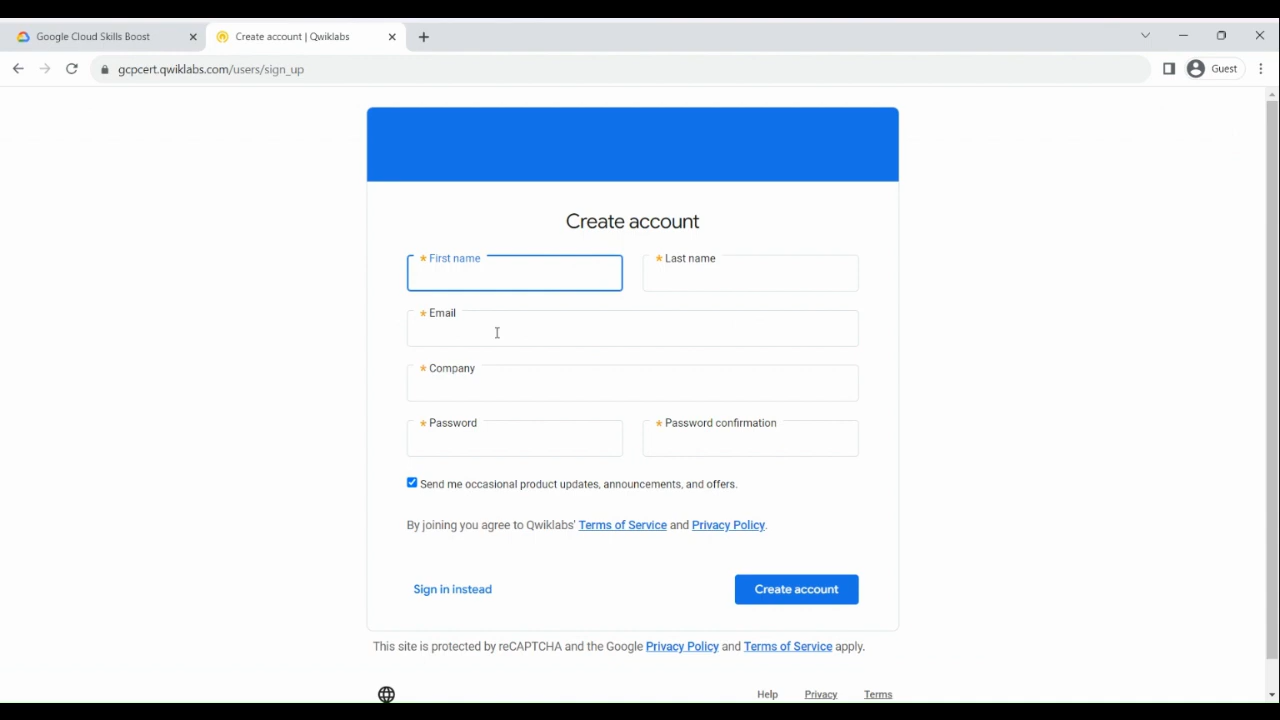 Google Cloud Skills Boost
Create account | Qwiklabs
gcpcert.qwiklabs.com/users/sign_up
Guest
Create account
* First name
* Last name
* Email
* Company
* Password
* Password confirmation
Send me occasional product updates, announcements, and offers.
By joining you agree to Qwiklabs' Terms of Service and Privacy Policy.
Sign in instead
Create account
This site is protected by reCAPTCHA and the Google Privacy Policy and Terms of Service apply.
Help Privacy Terms